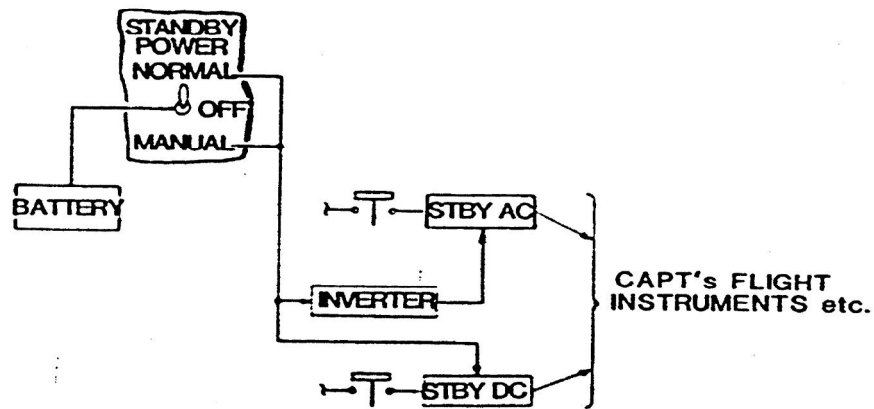 STANDBY
POWER
NORMAL
OFF
MANUAL
BATTERY
STBY AC
INVERTER
CAPT's FLIGHT
INSTRUMENTS etc.
STBY DC